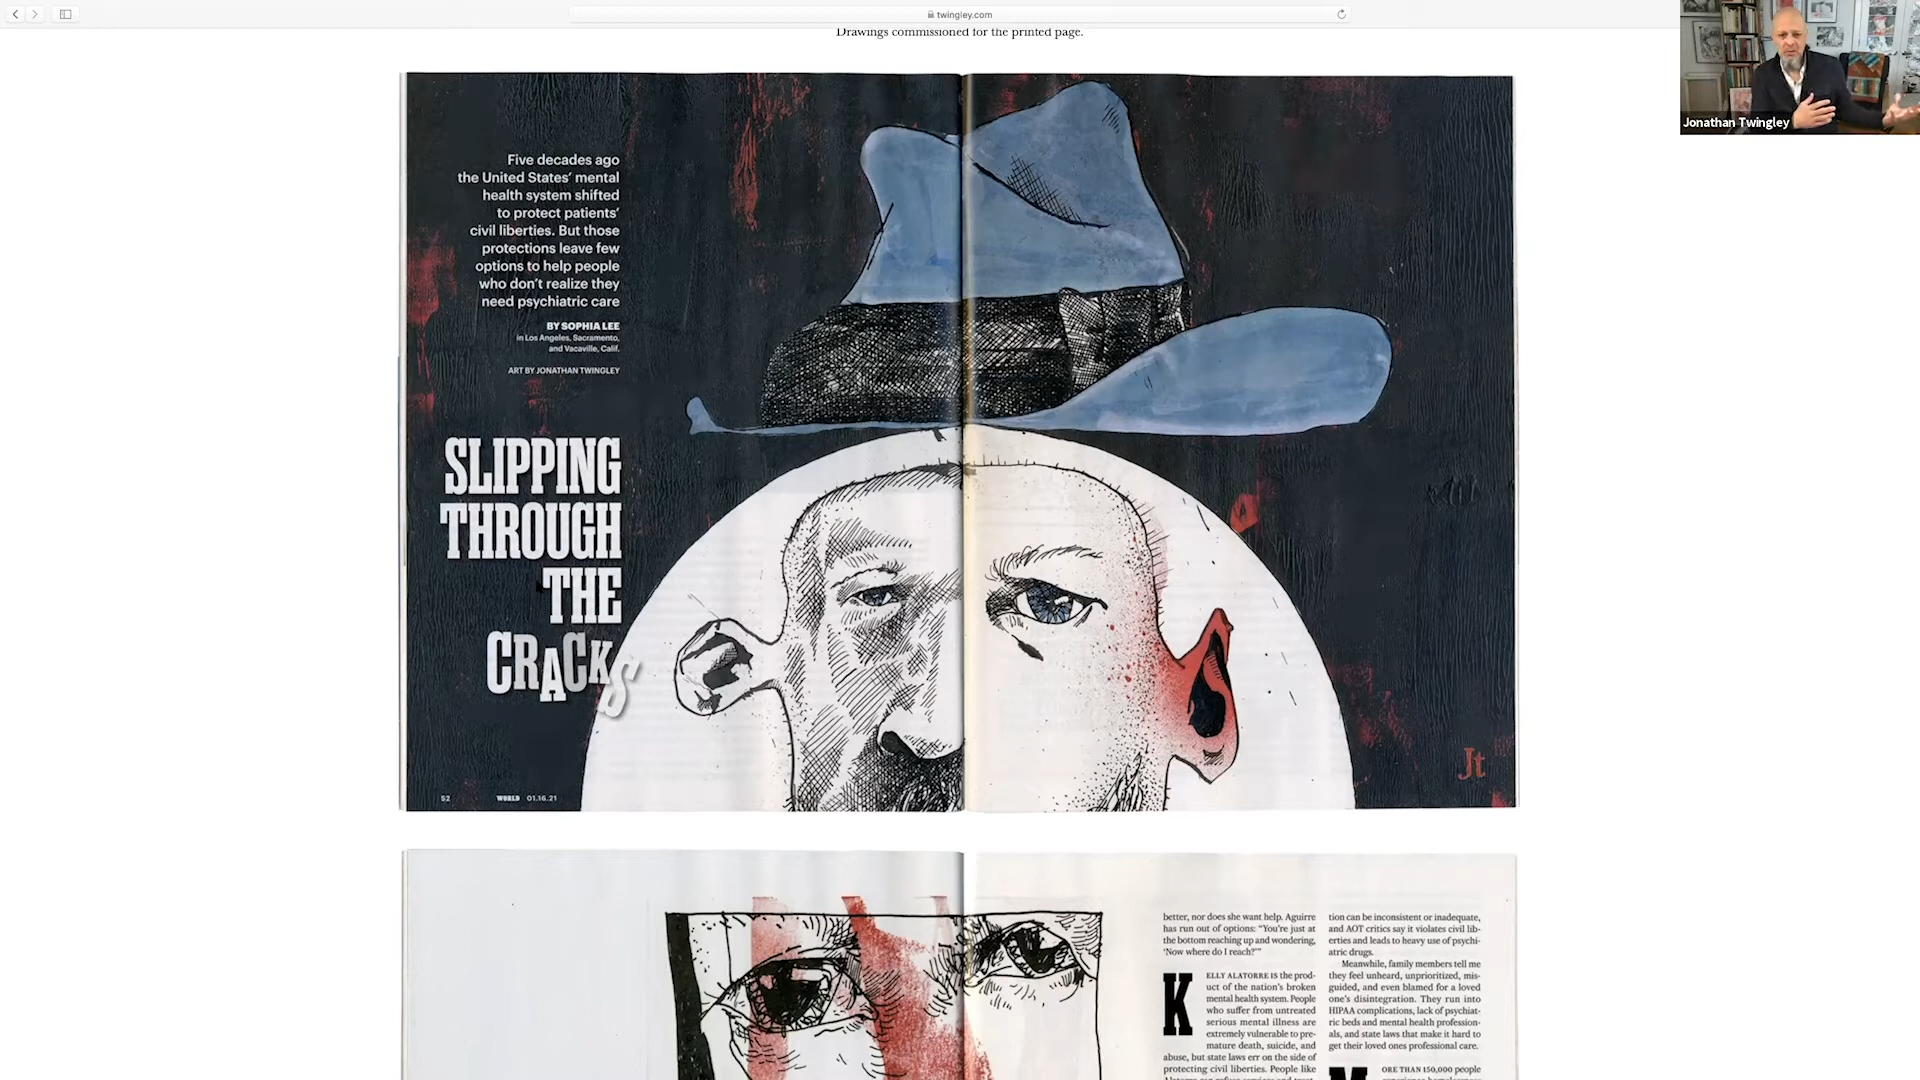 twingley.com
Drawings commissioned for the printed page.
Jonathan Twingley
Five decades ago
the United States’ mental
health system shifted
to protect patients’
civil liberties. But those
protections leave few
options to help people
who don’t realize they
need psychiatric care
BY SOPHIA LEE
in Los Angeles, Sacramento,
and Vacaville, Calif.
ART BY JONATHAN TWINGLEY
SLIPPING
THROUGH
THE
CRACKS
Jt
52 WORLD 01.16.21
better, nor does she want help. Aguirre
has run out of options: “You’re just at
the bottom reaching up and wondering,
‘Now where do I reach?’”
KELLY ALATORRE IS the prod-
uct of the nation’s broken
mental health system. People
who suffer from untreated
serious mental illness are
extremely vulnerable to pre-
mature death, suicide, and
abuse, but state laws err on the side of
protecting civil liberties. People like
tion can be inconsistent or inadequate,
and AOT critics say it violates civil lib-
erties and leads to heavy use of psychi-
atric drugs.
Meanwhile, family members tell me
they feel unheard, unprioritized, mis-
guided, and even blamed for a loved
one’s disintegration. They run into
HIPAA complications, lack of psychiat-
ric beds and mental health profession-
als, and state laws that make it hard to
get their loved ones professional care.
MORE THAN 150,000 people